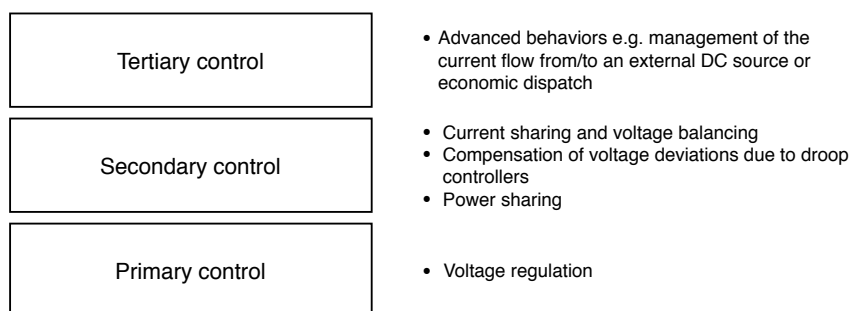 Tertiary control
• Advanced behaviors e.g. management of the
current flow from/to an external DC source or
economic dispatch
Secondary control
• Current sharing and voltage balancing
• Compensation of voltage deviations due to droop
controllers
• Power sharing
Primary control
• Voltage regulation